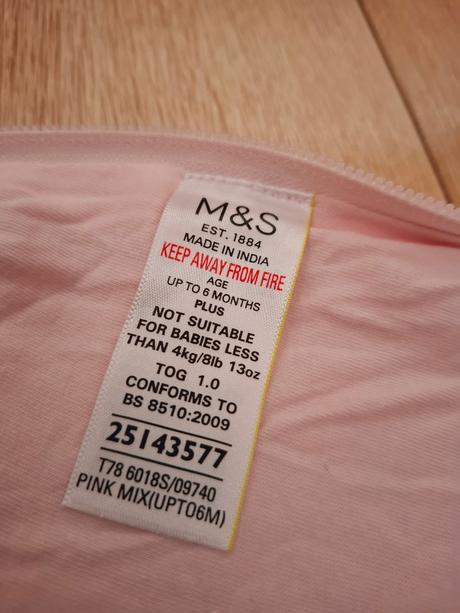 M&S
EST. 1884
MADE IN INDIA
KEEP AWAY FROM FIRE
AGE
UP TO 6 MONTHS
PLUS
NOT SUITABLE
FOR BABIES LESS
THAN 4kg/8lb 13oz
TOG 1.0
CONFORMS TO
BS 8510:2009
25143577
T78 6018S/09740
PINK MIX(UPTO6M)